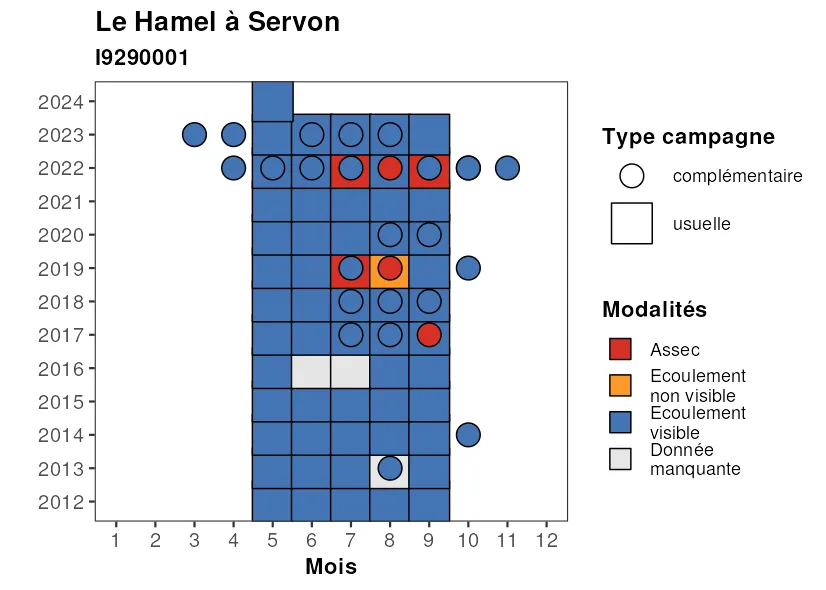 Le Hamel à Servon
I9290001
2024
2023
2022
2021
2020
2019
2018
2017
2016
2015
2014
2013
2012
1 2 3 4 5 6 7 8 9 10 11 12
Mois
Type campagne
complémentaire
usuelle
Modalités
Assec
Ecoulement
non visible
Ecoulement
visible
Donnée
manquante